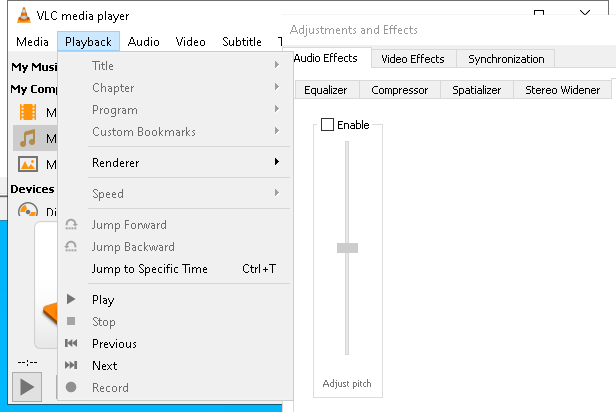 VLC media player
Media Playback Audio Video Subtitle T
My Musi
My Comp
M
M
M
Devices
Di
Title
Chapter
Program
Custom Bookmarks
Renderer
Speed
Jump Forward
Jump Backward
Jump to Specific Time Ctrl+T
Play
Stop
Previous
Next
Record
--:--
Adjustments and Effects
Audio Effects Video Effects Synchronization
Equalizer Compressor Spatializer Stereo Widener
Enable
Adjust pitch